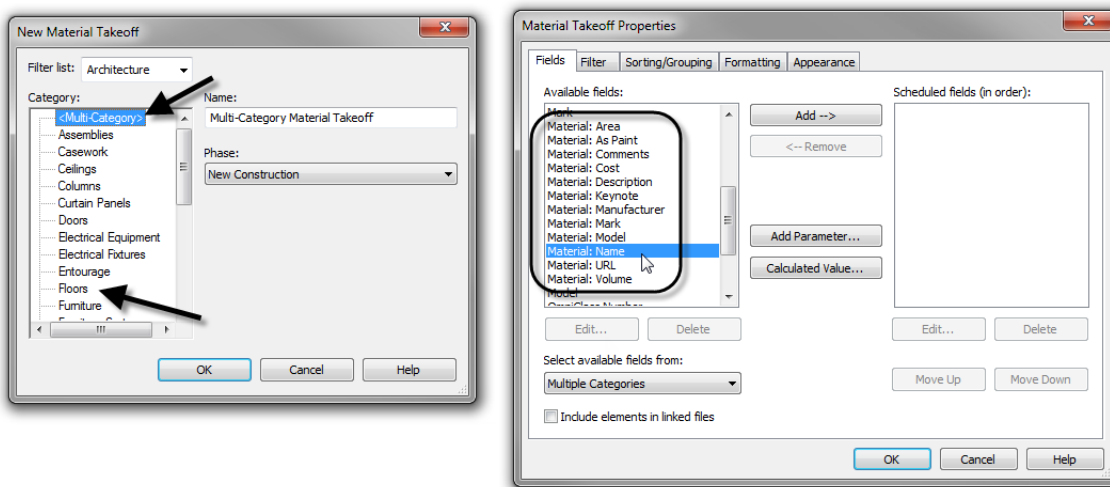 New Material Takeoff
Filter list: Architecture
Category:
<Multi-Category>
Assemblies
Casework
Ceilings
Columns
Curtain Panels
Doors
Electrical Equipment
Electrical Fixtures
Entourage
Floors
Furniture
Name:
Multi-Category Material Takeoff
Phase:
New Construction
OK Cancel Help
Material Takeoff Properties
Fields Filter Sorting/Grouping Formatting Appearance
Available fields:
Mark
Material: Area
Material: As Paint
Material: Comments
Material: Cost
Material: Description
Material: Keynote
Material: Manufacturer
Material: Mark
Material: Model
Material: Name
Material: URL
Material: Volume
Model
OmniClass Number
Add -->
<-- Remove
Add Parameter...
Calculated Value...
Scheduled fields (in order):
Edit... Delete
Edit... Delete
Select available fields from:
Multiple Categories
Move Up Move Down
Include elements in linked files
OK Cancel Help